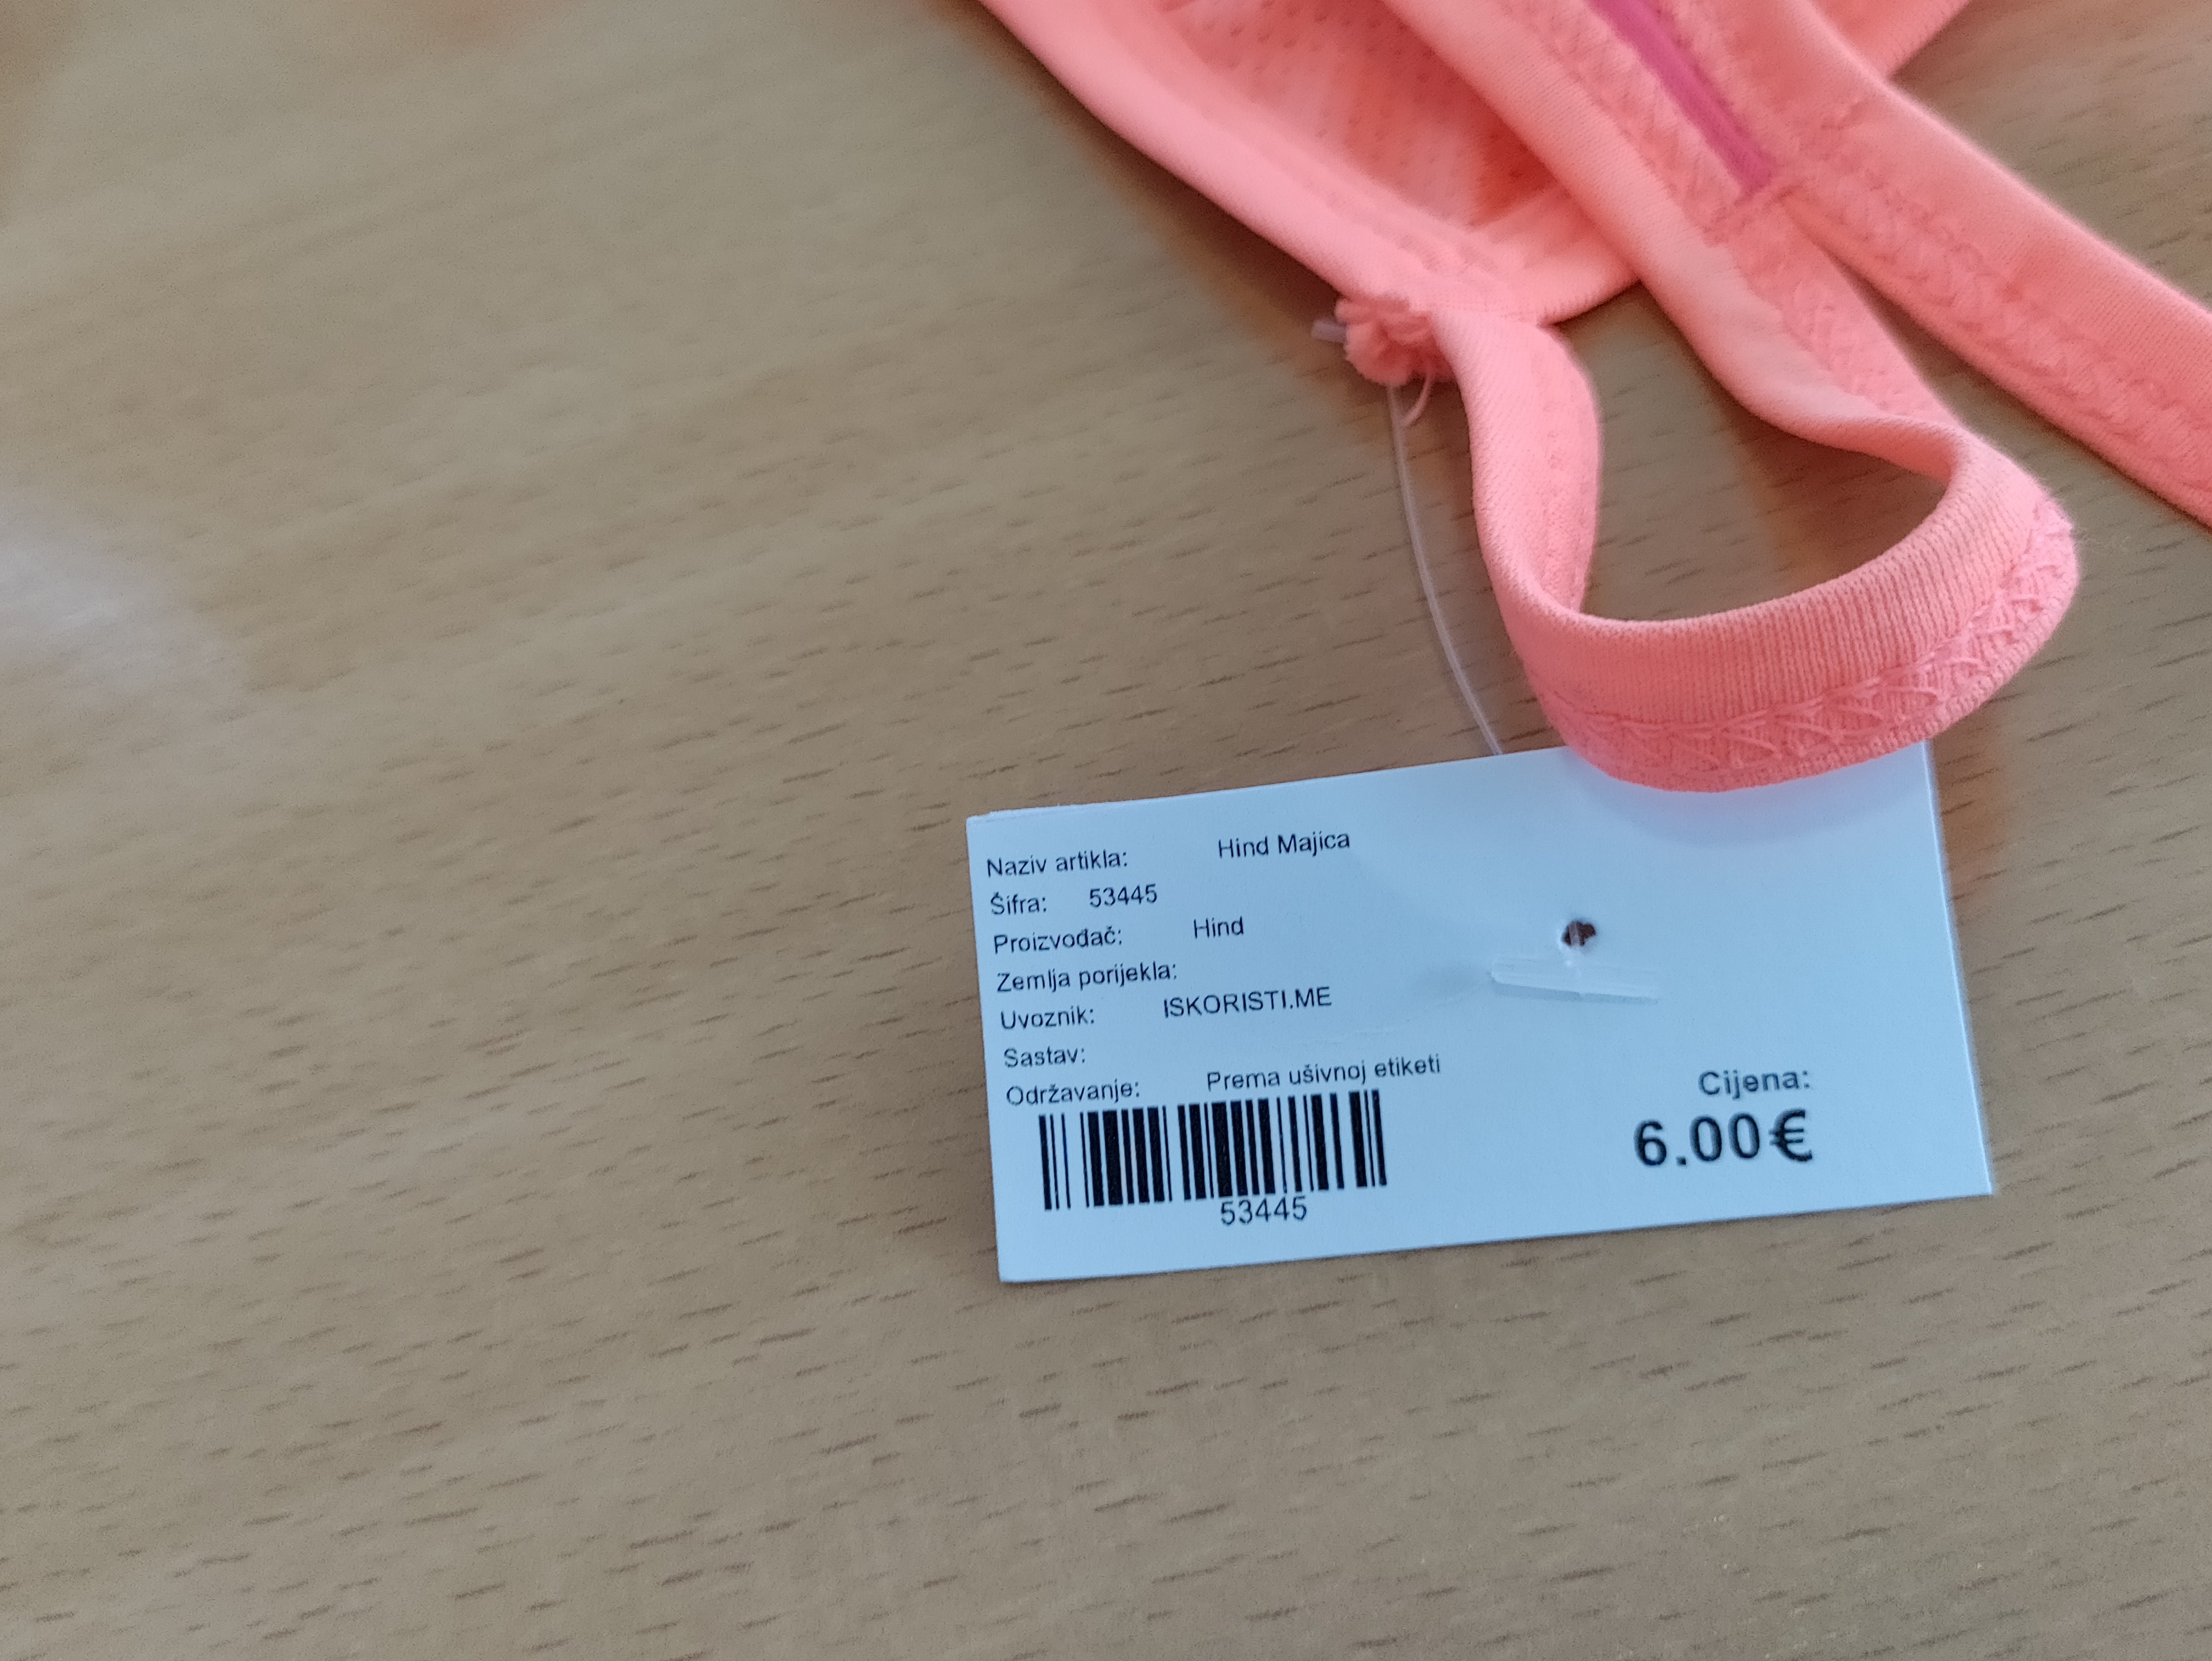 Naziv artikla: Hind Majica
Šifra: 53445
Proizvođač: Hind
Zemlja porijekla:
Uvoznik: ISKORISTI.ME
Sastav:
Održavanje: Prema ušivnoj etiketi
53445
Cijena:
6.00€